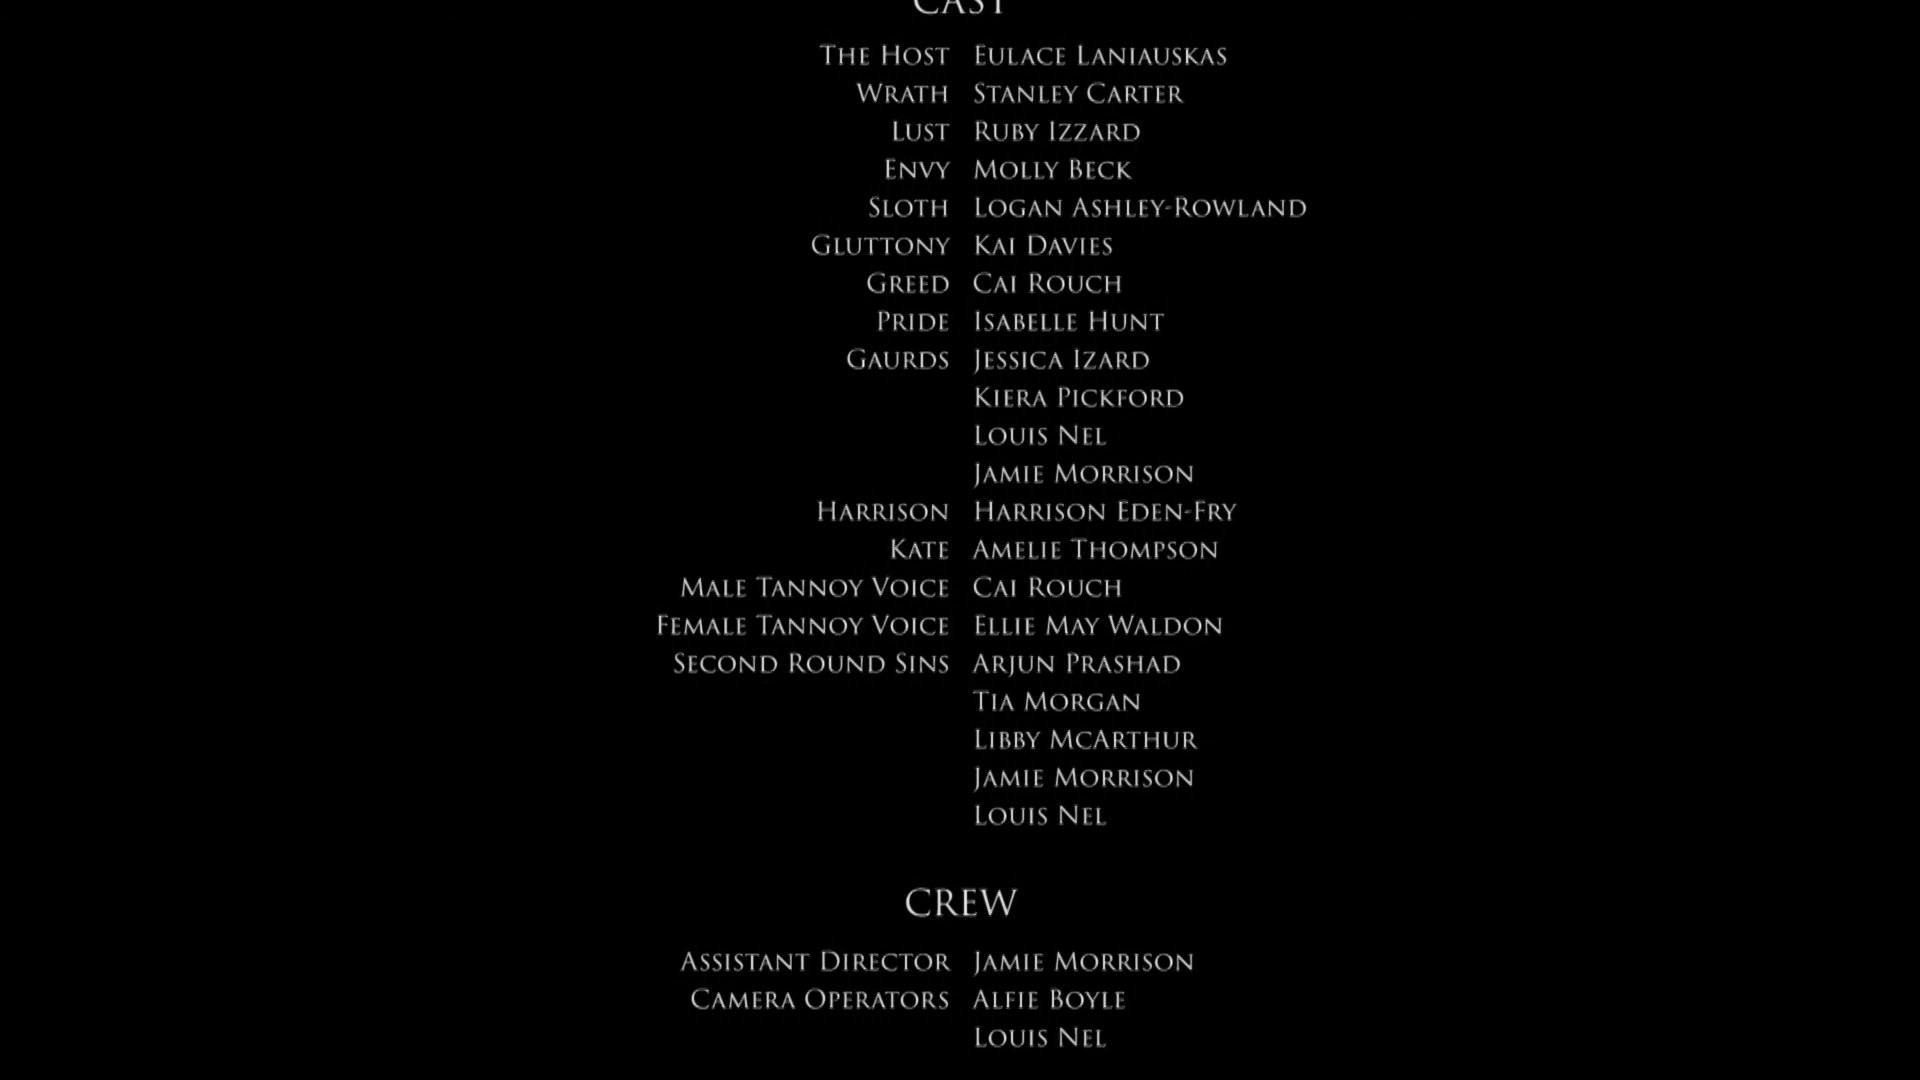 CAST
THE HOST EULACE LANIAUSKAS
WRATH STANLEY CARTER
LUST RUBY IZZARD
ENVY MOLLY BECK
SLOTH LOGAN ASHLEY-ROWLAND
GLUTTONY KAI DAVIES
GREED CAI ROUCH
PRIDE ISABELLE HUNT
GAURDS JESSICA IZARD
KIERA PICKFORD
LOUIS NEL
JAMIE MORRISON
HARRISON HARRISON EDEN-FRY
KATE AMELIE THOMPSON
MALE TANNOY VOICE CAI ROUCH
FEMALE TANNOY VOICE ELLIE MAY WALDON
SECOND ROUND SINS ARJUN PRASHAD
TIA MORGAN
LIBBY MCARTHUR
JAMIE MORRISON
LOUIS NEL
CREW
ASSISTANT DIRECTOR JAMIE MORRISON
CAMERA OPERATORS ALFIE BOYLE
LOUIS NEL